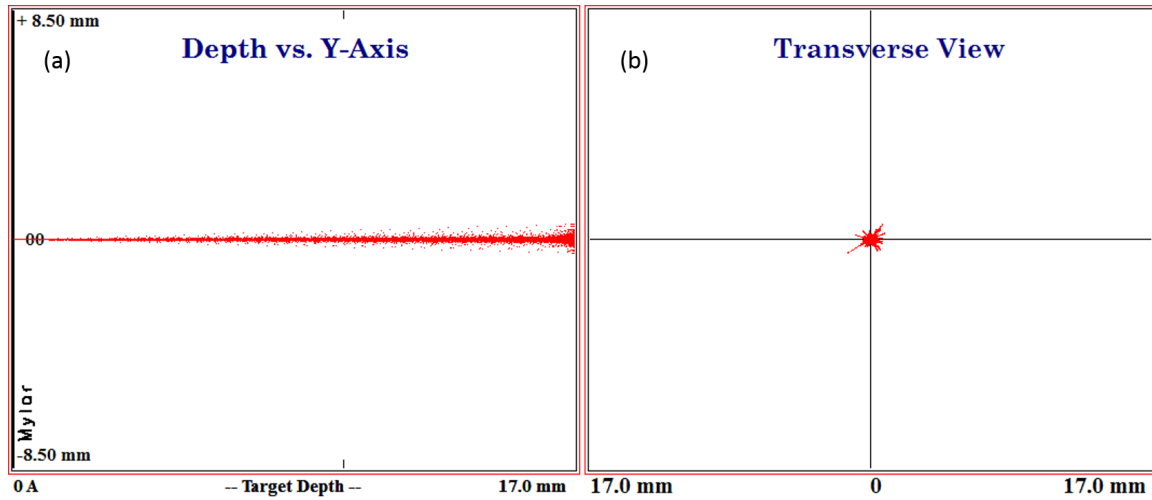 + 8.50 mm
(a)
Depth vs. Y-Axis
00
Mylar
-8.50 mm
0 A
-- Target Depth --
17.0 mm
(b)
Transverse View
17.0 mm
0
17.0 mm